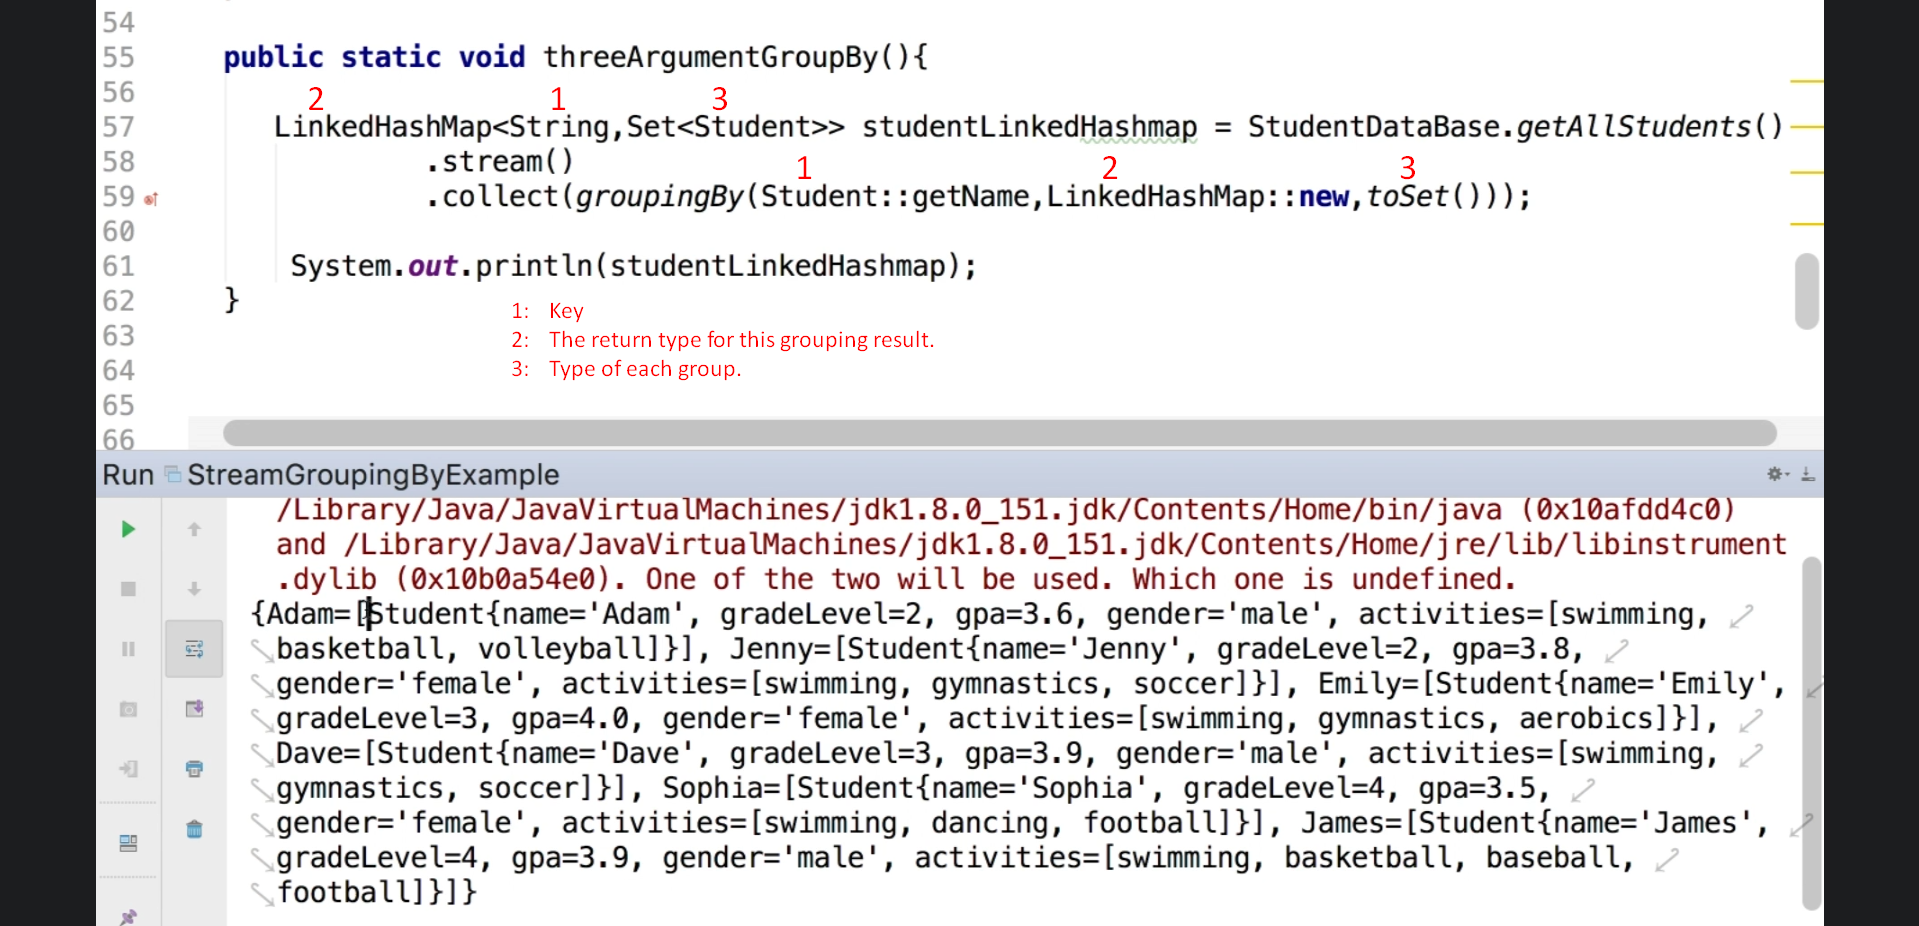 54
55 public static void threeArgumentGroupBy(){
56 2 1 3
57 LinkedHashMap<String,Set<Student>> studentLinkedHashmap = StudentDataBase.getAllStudents()
58 .stream() 1 2 3
59 .collect(groupingBy(Student::getName,LinkedHashMap::new,toSet()));
60
61 System.out.println(studentLinkedHashmap);
62 }
1: Key
63
2: The return type for this grouping result.
64
3: Type of each group.
65
66
Run StreamGroupingByExample
/Library/Java/JavaVirtualMachines/jdk1.8.0_151.jdk/Contents/Home/bin/java (0x10afdd4c0)
and /Library/Java/JavaVirtualMachines/jdk1.8.0_151.jdk/Contents/Home/jre/lib/libinstrument
.dylib (0x10b0a54e0). One of the two will be used. Which one is undefined.
{Adam=[Student{name='Adam', gradeLevel=2, gpa=3.6, gender='male', activities=[swimming,
basketball, volleyball]}], Jenny=[Student{name='Jenny', gradeLevel=2, gpa=3.8,
gender='female', activities=[swimming, gymnastics, soccer]}], Emily=[Student{name='Emily',
gradeLevel=3, gpa=4.0, gender='female', activities=[swimming, gymnastics, aerobics]}],
Dave=[Student{name='Dave', gradeLevel=3, gpa=3.9, gender='male', activities=[swimming,
gymnastics, soccer]}], Sophia=[Student{name='Sophia', gradeLevel=4, gpa=3.5,
gender='female', activities=[swimming, dancing, football]}], James=[Student{name='James',
gradeLevel=4, gpa=3.9, gender='male', activities=[swimming, basketball, baseball,
football]}]}